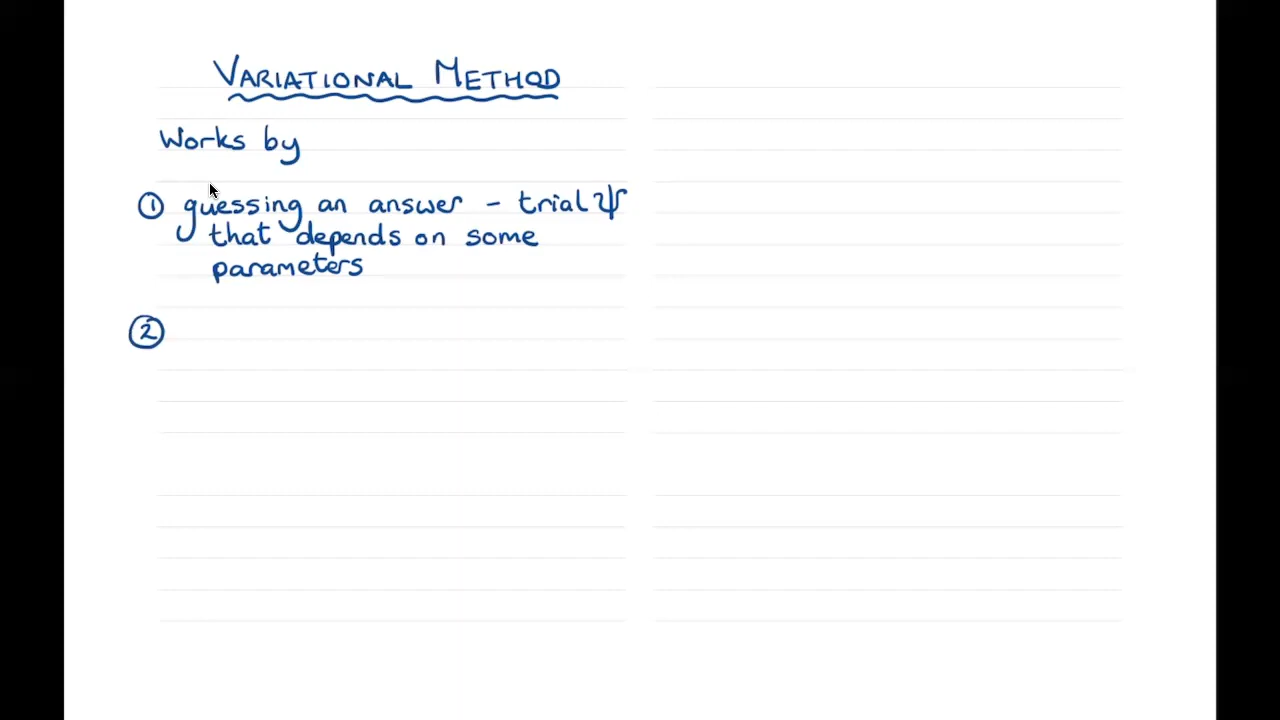 VARIATIONAL METHOD
Works by
① guessing an answer - trial ψ
that depends on some
parameters
②